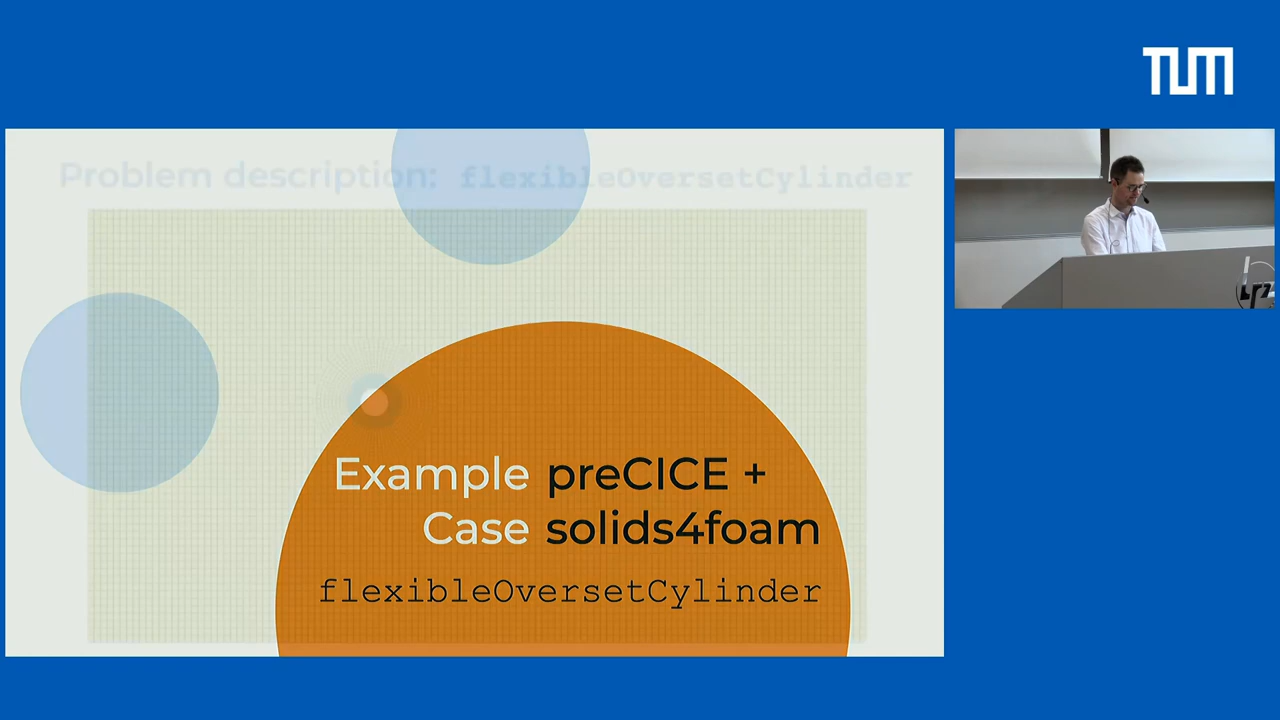 TUM
Problem description: flexibleOversetCylinder
Example preCICE +
Case solids4foam
flexibleOversetCylinder